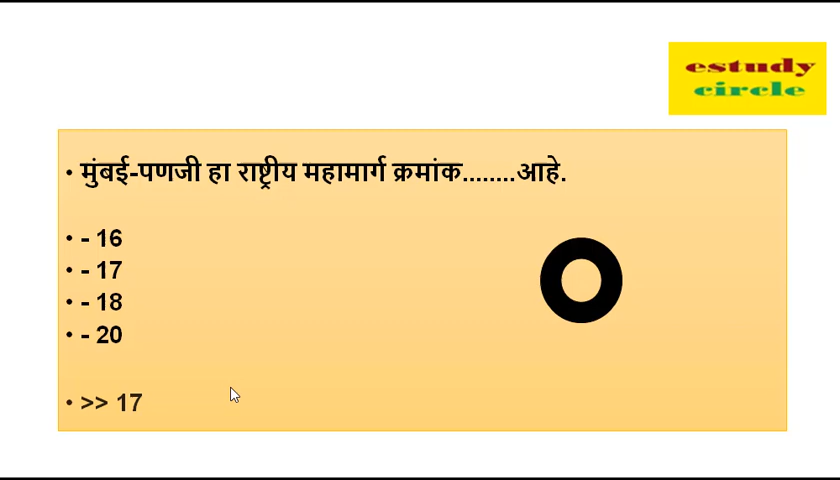 estudy
circle
• मुंबई-पणजी हा राष्ट्रीय महामार्ग क्रमांक........आहे.
• - 16
• - 17
• - 18
• - 20
• >> 17